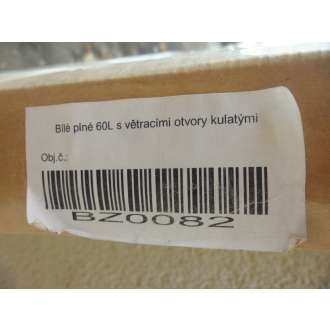 Bílé plné 60L s větracími otvory kulatými
Obj.č.:
BZ0082